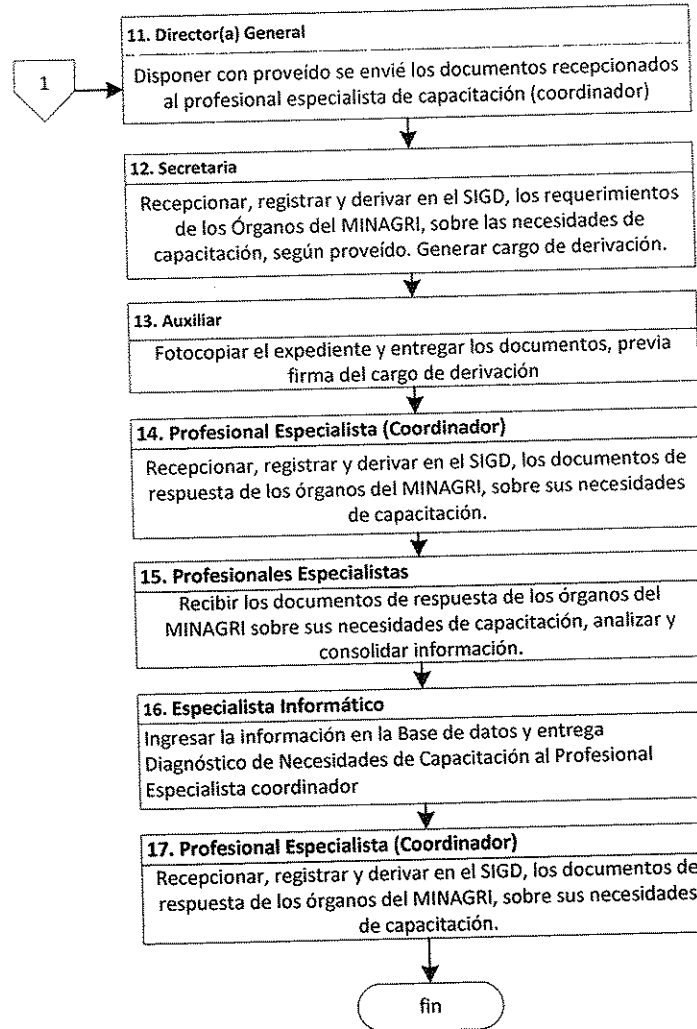 11. Director(a) General
1
Disponer con proveído se envié los documentos recepcionados
al profesional especialista de capacitación (coordinador)
12. Secretaria
Recepcionar, registrar y derivar en el SIGD, los requerimientos
de los Órganos del MINAGRI, sobre las necesidades de
capacitación, según proveído. Generar cargo de derivación.
13. Auxiliar
Fotocopiar el expediente y entregar los documentos, previa
firma del cargo de derivación
14. Profesional Especialista (Coordinador)
Recepcionar, registrar y derivar en el SIGD, los documentos de
respuesta de los órganos del MINAGRI, sobre sus necesidades
de capacitación.
15. Profesionales Especialistas
Recibir los documentos de respuesta de los órganos del
MINAGRI sobre sus necesidades de capacitación, analizar y
consolidar información.
16. Especialista Informático
Ingresar la información en la Base de datos y entrega
Diagnóstico de Necesidades de Capacitación al Profesional
Especialista coordinador
17. Profesional Especialista (Coordinador)
Recepcionar, registrar y derivar en el SIGD, los documentos de
respuesta de los órganos del MINAGRI, sobre sus necesidades
de capacitación.
fin